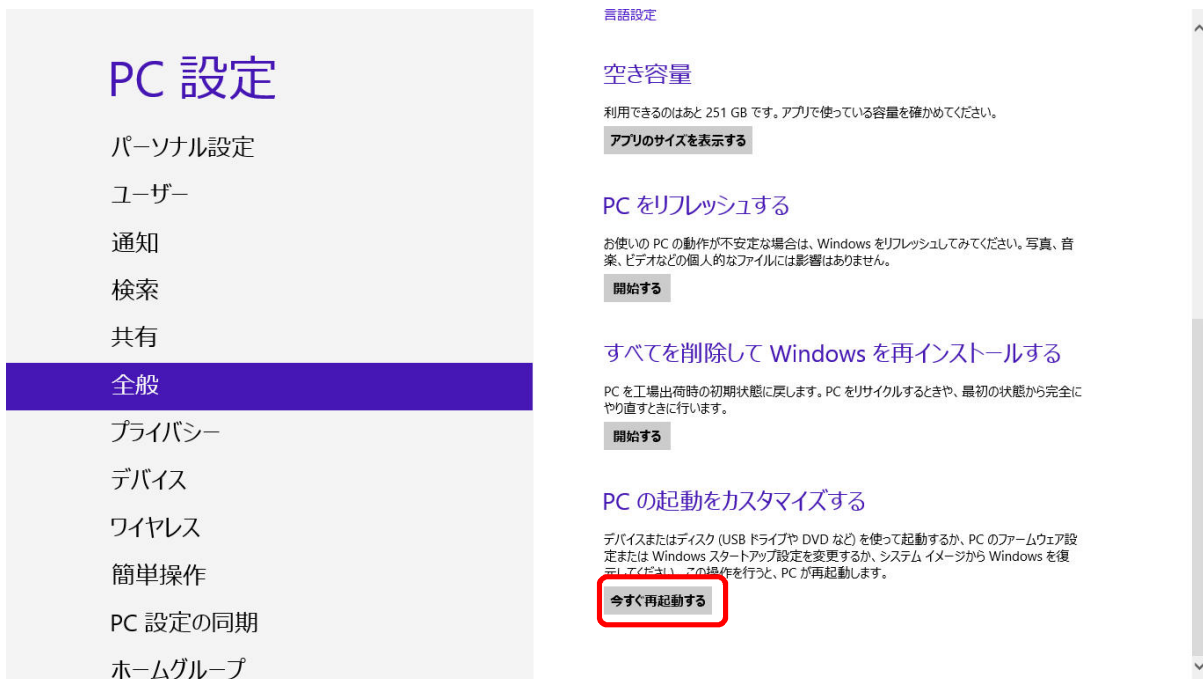 PC 設定
パーソナル設定
ユーザー
通知
検索
共有
全般
プライバシー
デバイス
ワイヤレス
簡単操作
PC 設定の同期
ホームグループ
言語設定
空き容量
利用できるのはあと 251 GB です。アプリで使っている容量を確かめてください。
アプリのサイズを表示する
PC をリフレッシュする
お使いの PC の動作が不安定な場合は、Windows をリフレッシュしてみてください。写真、音
楽、ビデオなどの個人的なファイルには影響はありません。
開始する
すべてを削除して Windows を再インストールする
PC を工場出荷時の初期状態に戻します。PC をリサイクルするときや、最初の状態から完全に
やり直すときに行います。
開始する
PC の起動をカスタマイズする
デバイスまたはディスク (USB ドライブや DVD など) を使って起動するか、PC のファームウェア設
定または Windows スタートアップ設定を変更するか、システム イメージから Windows を復
元してください。この操作を行うと、PC が再起動します。
今すぐ再起動する